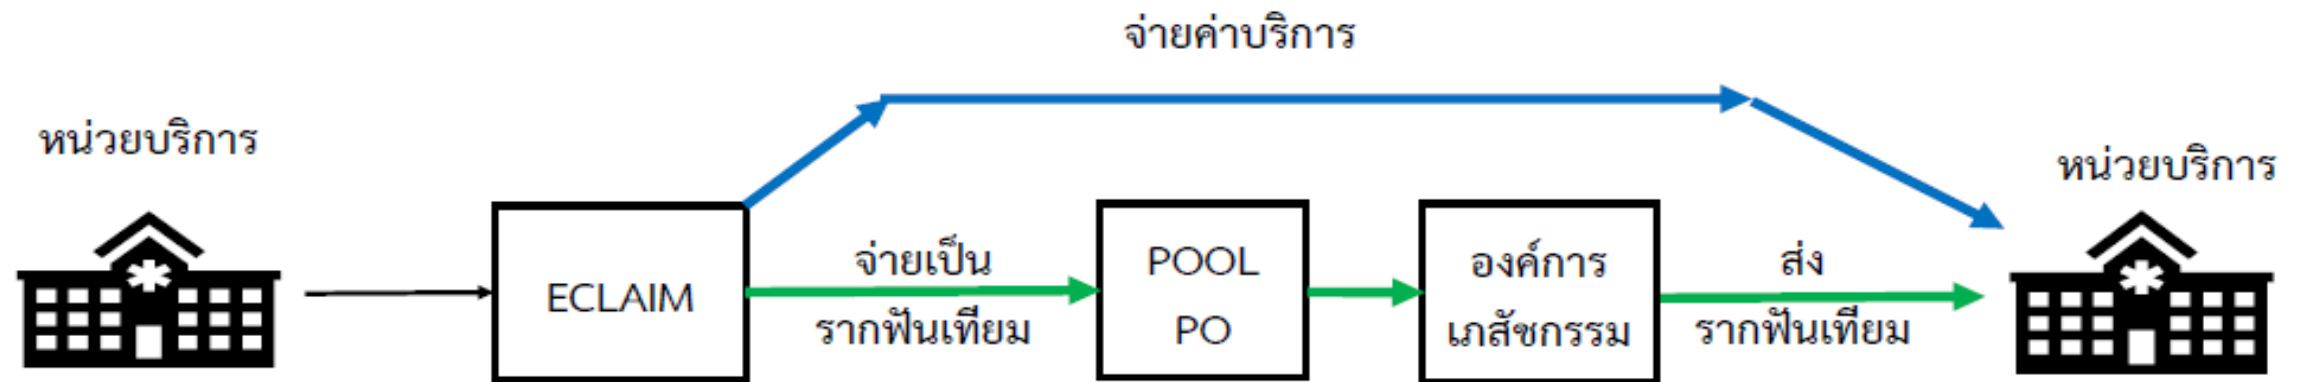 จ่ายค่าบริการ
หน่วยบริการ
หน่วยบริการ
ECLAIM
จ่ายเป็น
รากฟันเทียม
POOL
PO
องค์การ
เภสัชกรรม
ส่ง
รากฟันเทียม